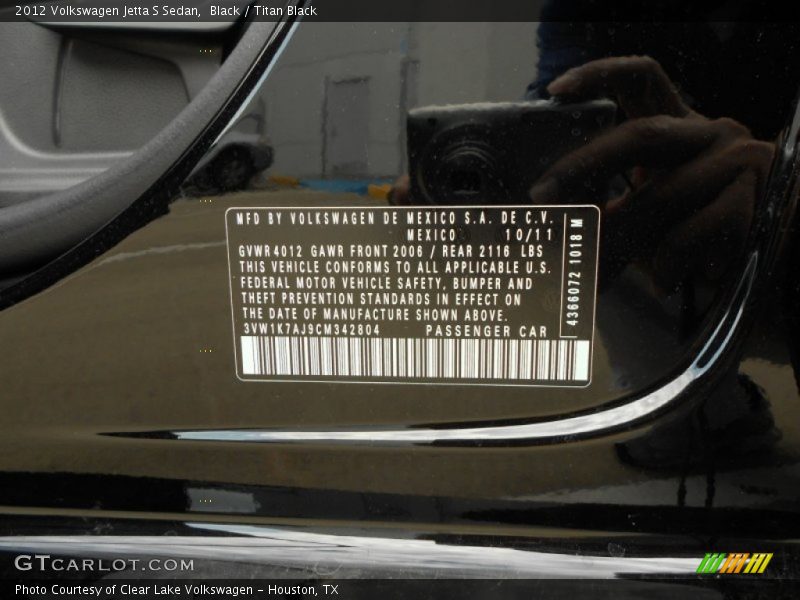 2012 Volkswagen Jetta S Sedan,  Black / Titan Black
MFD BY VOLKSWAGEN DE MEXICO S.A. DE C.V.
MEXICO 10/11
GVWR 4012 GAWR FRONT 2006 / REAR 2116 LBS
THIS VEHICLE CONFORMS TO ALL APPLICABLE U.S.
FEDERAL MOTOR VEHICLE SAFETY, BUMPER AND
THEFT PREVENTION STANDARDS IN EFFECT ON
THE DATE OF MANUFACTURE SHOWN ABOVE.
3VW1K7AJ9CM342804 PASSENGER CAR
4366072 1018 M
GTCARLOT.COM
Photo Courtesy of Clear Lake Volkswagen - Houston, TX